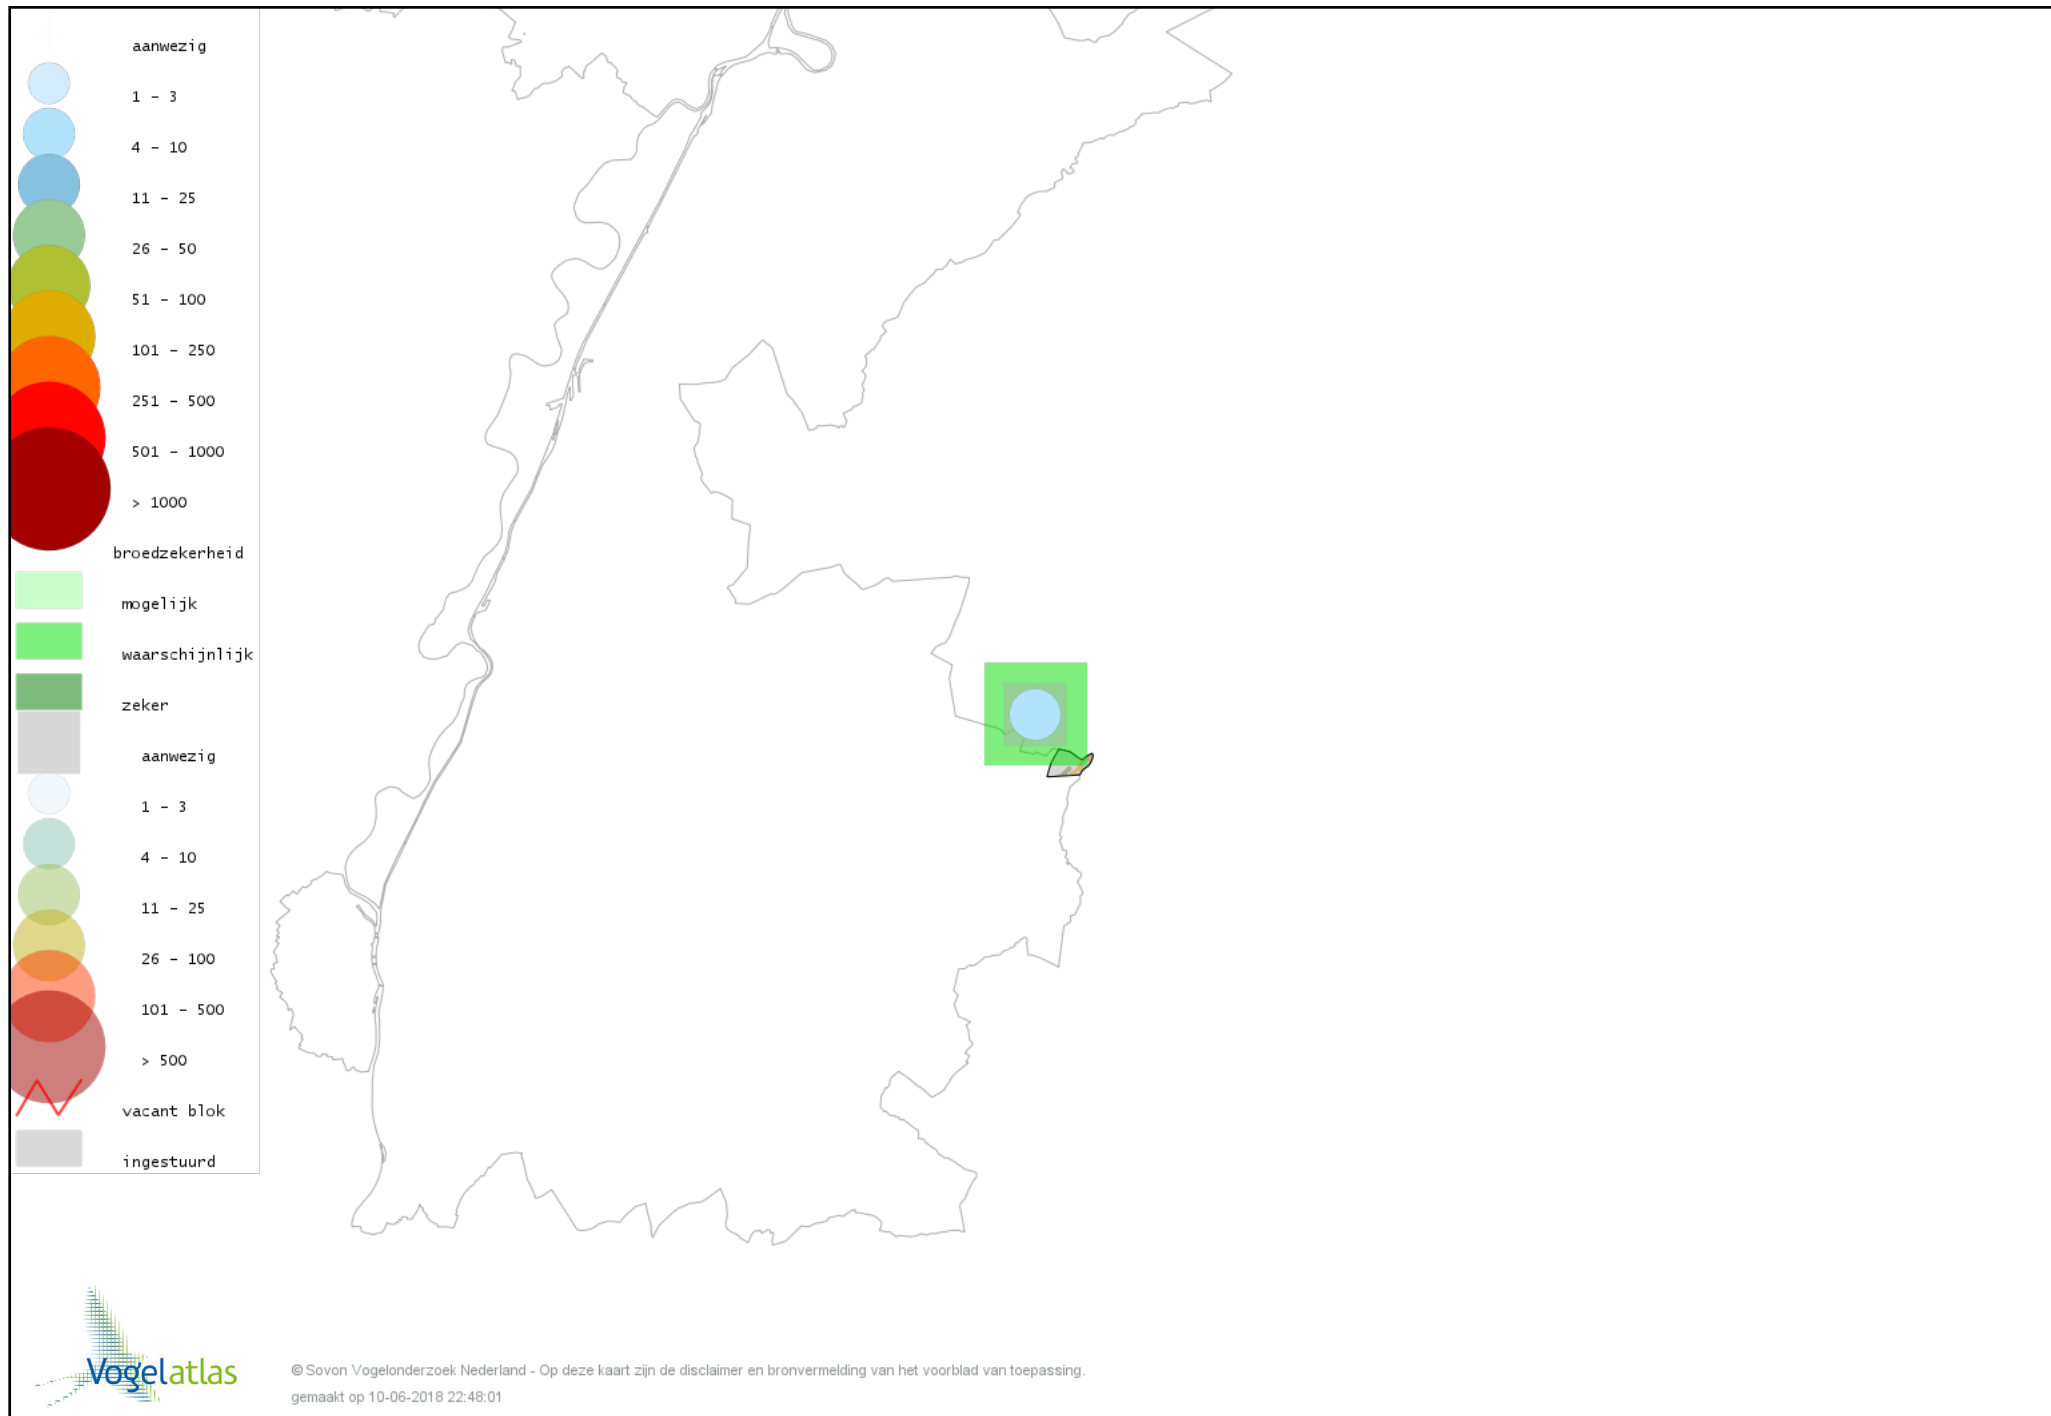 aanwezig
1 - 3
4 - 10
11 - 25
26 - 50
51 - 100
101 - 250
251 - 500
501 - 1000
> 1000
broedzekerheid
mogelijk
waarschijnlijk
zeker
aanwezig
1 - 3
4 - 10
11 - 25
26 - 100
101 - 500
> 500
vacant blok
ingestuurd
Vogelatlas
© Sovon Vogelonderzoek Nederland - Op deze kaart zijn de disclaimer en bronvermelding van het voorblad van toepassing.
gemaakt op 10-06-2018 22:48:01